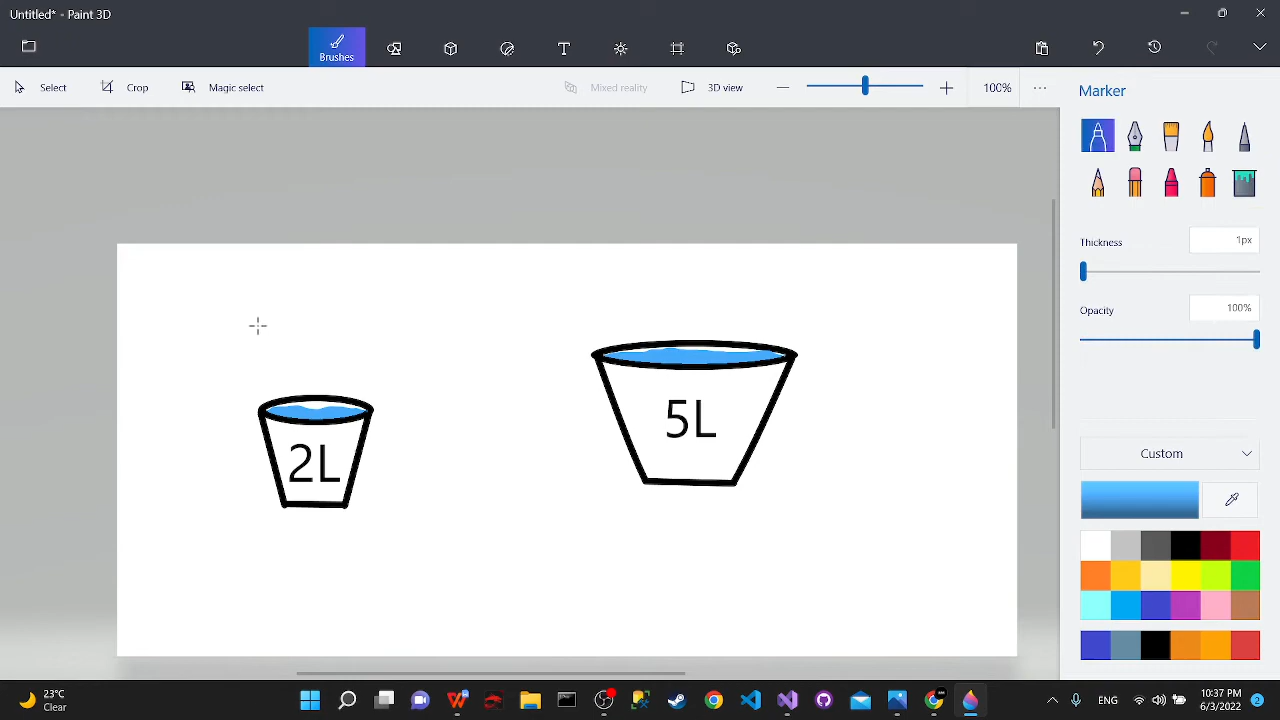 Untitled* - Paint 3D
Brushes
Select
Crop
Magic select
Mixed reality
3D view
100%
Marker
Thickness
1px
Opacity
100%
Custom
2L
5L
23°C
Clear
ENG
10:37 PM
6/3/2022
2